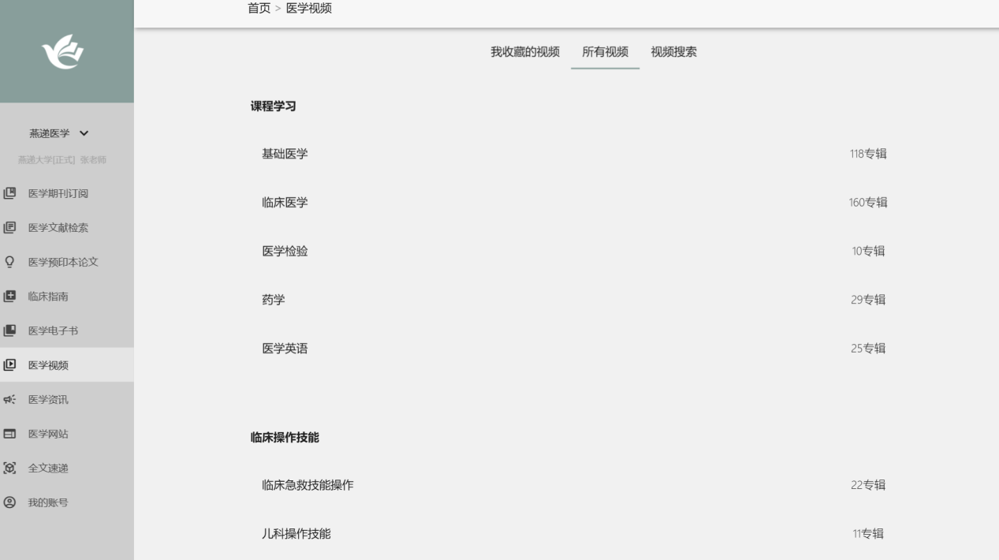 首页 > 医学视频
我收藏的视频 所有视频 视频搜索
燕递医学
燕递大学[正式] 张老师
医学期刊订阅
医学文献检索
医学预印本论文
临床指南
医学电子书
医学视频
医学资讯
医学网站
全文速递
我的账号
课程学习
基础医学 118专辑
临床医学 160专辑
医学检验 10专辑
药学 29专辑
医学英语 25专辑
临床操作技能
临床急救技能操作 22专辑
儿科操作技能 11专辑